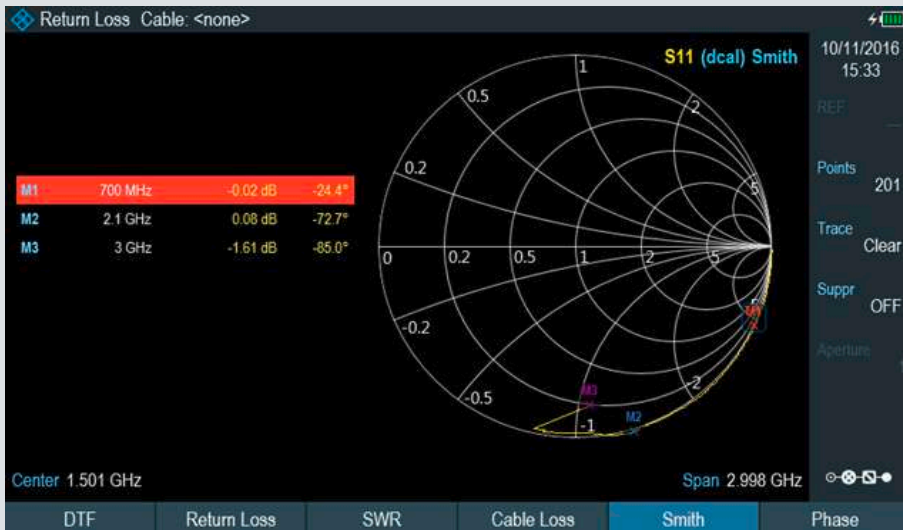 Return Loss Cable: <none>
10/11/2016
15:33
S11 (dcal) Smith
REF
Points
201
Trace
Clear
Suppr
OFF
Aperture
M1 700 MHz -0.02 dB -24.4°
M2 2.1 GHz 0.08 dB -72.7°
M3 3 GHz -1.61 dB -85.0°
1
0.5
2
0.2
5
0 0.2 0.5 1 2 5
-0.2
5
M1
-0.5
-2
M3
-1
M2
Center 1.501 GHz
Span 2.998 GHz
DTF Return Loss SWR Cable Loss Smith Phase